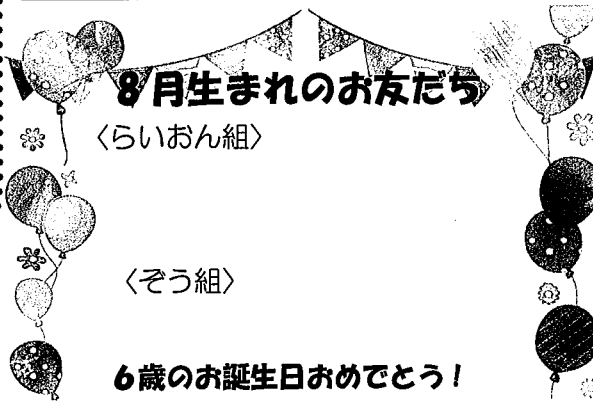 8月生まれのお友だち
〈らいおん組〉
〈ぞう組〉
6歳のお誕生日おめでとう！